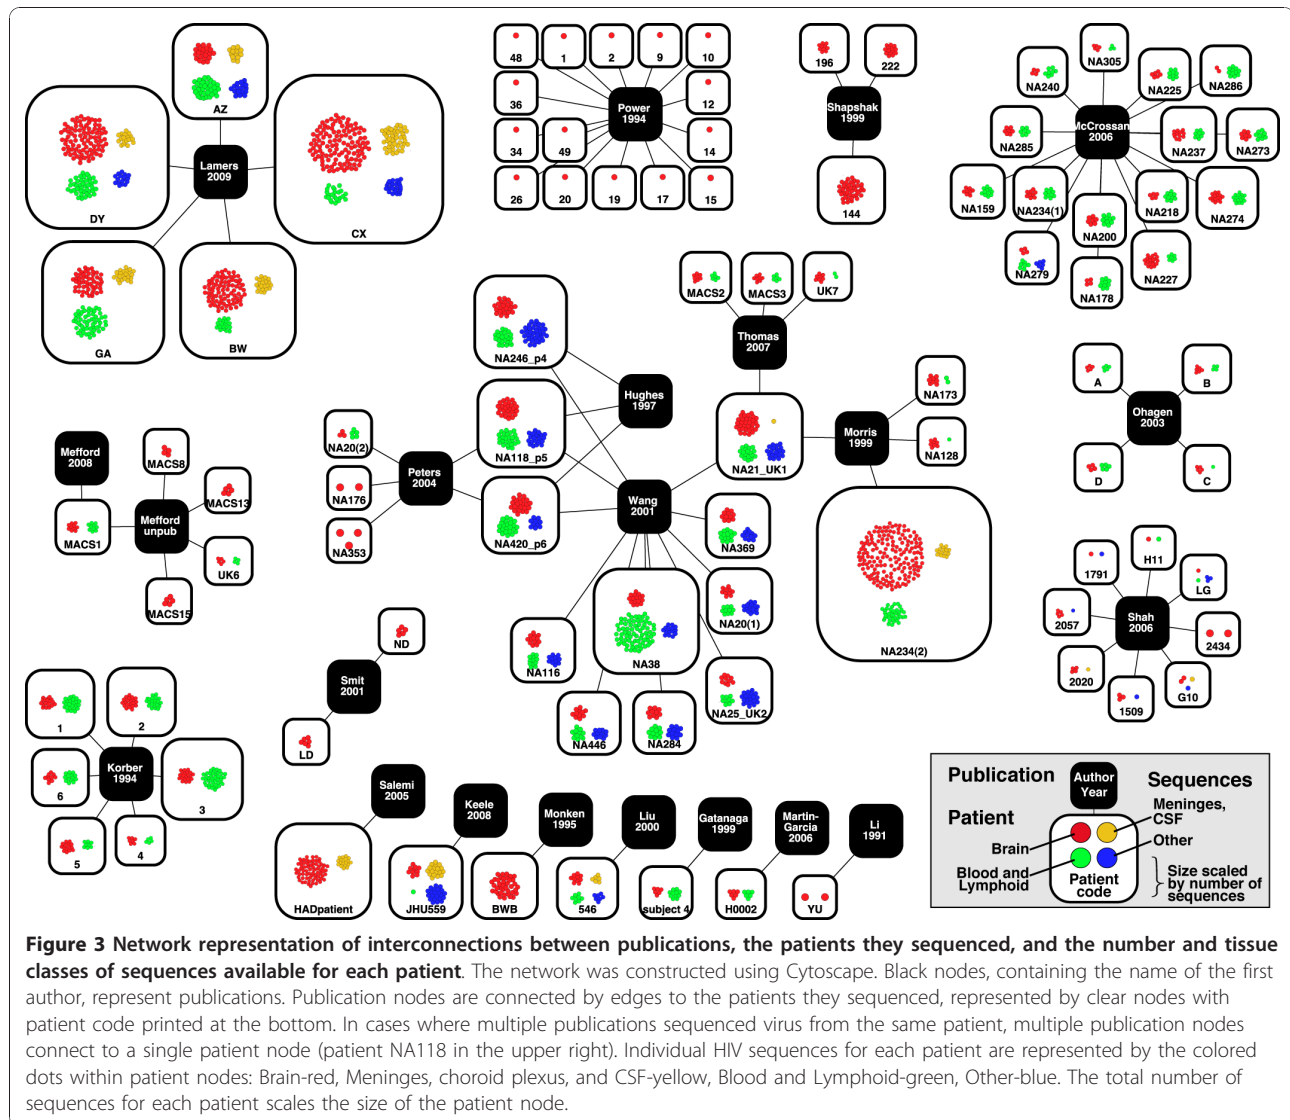 AZ
DY
Lamers
2009
CX
GA
BW
48
1
2
9
10
36
Power
1994
12
34
49
14
26
20
19
17
15
196
222
Shapshak
1999
144
NA305
NA240
NA225
NA286
NA285
McCrossan
2006
NA237
NA273
NA159
NA234(1)
NA218
NA274
NA200
NA279
NA178
NA227
MACS2
MACS3
UK7
Thomas
2007
NA246_p4
Hughes
1997
NA118_p5
NA21_UK1
Morris
1999
NA173
NA128
NA20(2)
NA176
NA353
Peters
2004
NA420_p6
Wang
2001
NA369
NA20(1)
NA116
NA38
NA25_UK2
NA446
NA284
NA234(2)
A
B
Ohagen
2003
D
C
Mefford
2008
MACS8
MACS13
MACS1
Mefford
unpub
UK6
MACS15
ND
Smit
2001
LD
1791
H11
LG
2057
Shah
2006
2434
2020
1509
G10
1
2
Korber
1994
6
3
5
4
Salemi
2005
HADpatient
Keele
2008
JHU559
Monken
1995
BWB
Liu
2000
546
Gatanaga
1999
subject 4
Martin-
Garcia
2006
H0002
Li
1991
YU
Publication
Author
Year
Sequences
Patient
Meninges,
CSF
Brain
Other
Blood and
Lymphoid
Patient
code
Size scaled
by number of
sequences
Figure 3 Network representation of interconnections between publications, the patients they sequenced, and the number and tissue
classes of sequences available for each patient. The network was constructed using Cytoscape. Black nodes, containing the name of the first
author, represent publications. Publication nodes are connected by edges to the patients they sequenced, represented by clear nodes with
patient code printed at the bottom. In cases where multiple publications sequenced virus from the same patient, multiple publication nodes
connect to a single patient node (patient NA118 in the upper right). Individual HIV sequences for each patient are represented by the colored
dots within patient nodes: Brain-red, Meninges, choroid plexus, and CSF-yellow, Blood and Lymphoid-green, Other-blue. The total number of
sequences for each patient scales the size of the patient node.